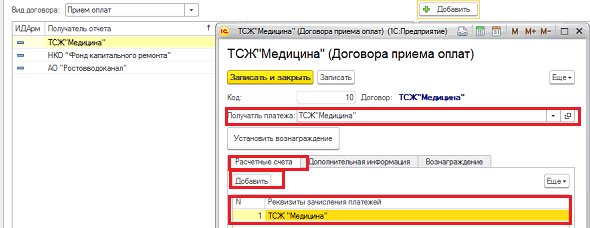 Вид договора: Прием оплат
Добавить
ИДАрм Получатель отчета
ТСЖ"Медицина"
НКО "Фонд капитального ремонта"
АО "Ростовводоканал"
ТСЖ"Медицина" (Договора приема оплат) (1С:Предприятие) M M+ M-
ТСЖ"Медицина" (Договора приема оплат)
Записать и закрыть Записать Еще
Код: 10 Договор: ТСЖ"Медицина"
Получатль платежа: ТСЖ"Медицина"
Установить вознаграждение
Расчетные счета Дополнительная информация Вознаграждение
Добавить Еще
N Реквизиты зачисления платежей
1 ТСЖ "Медицина"